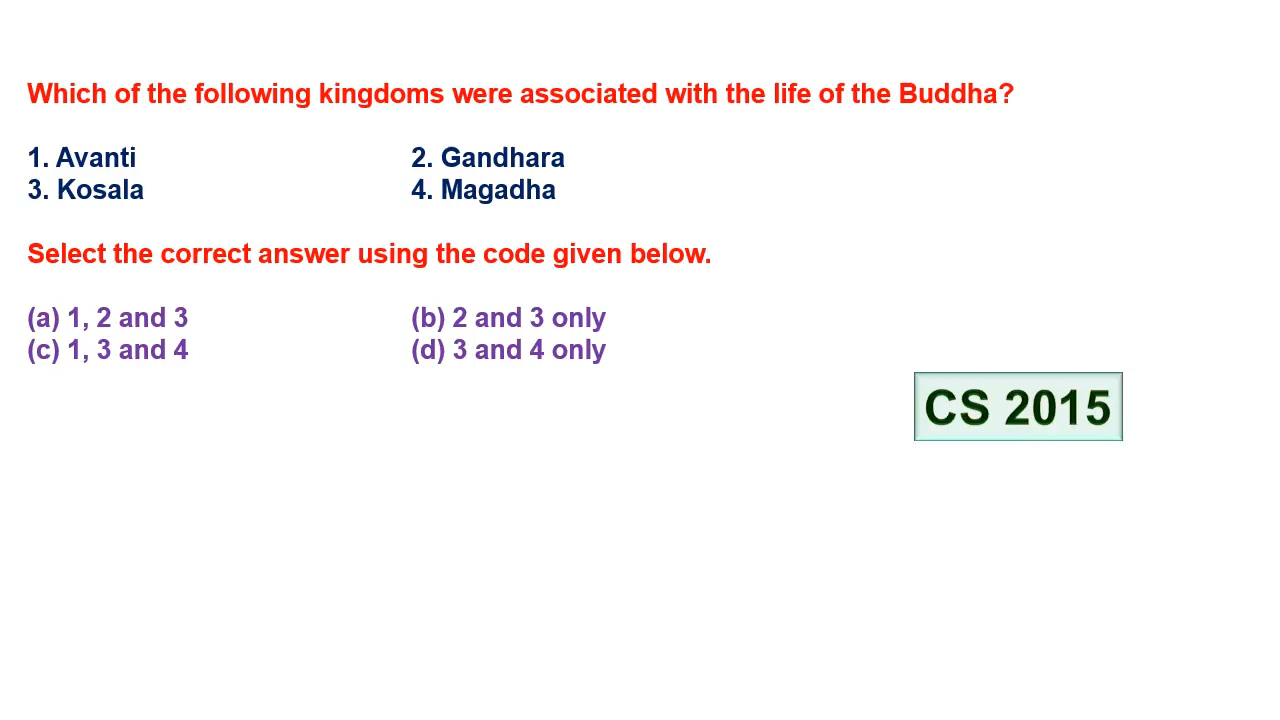 Which of the following kingdoms were associated with the life of the Buddha?
1. Avanti 2. Gandhara
3. Kosala 4. Magadha
Select the correct answer using the code given below.
(a) 1, 2 and 3 (b) 2 and 3 only
(c) 1, 3 and 4 (d) 3 and 4 only
CS 2015